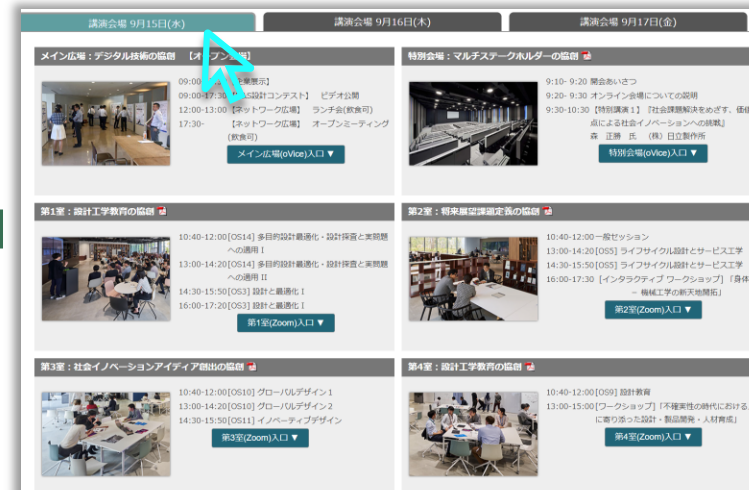 講演会場 9月15日(水)
講演会場 9月16日(木)
講演会場 9月17日(金)
メイン広場：デジタル技術の協創 【オープン
09:00
09:00-17:30 設計コンテスト】 ビデオ公開
12:00-13:00 【ネットワーク広場】 ランチ会(飲食可)
17:30- 【ネットワーク広場】 オープンミーティング
(飲食可)
メイン広場(oVice)入口 ▼
特別会場：マルチステークホルダーの協創
9:10- 9:20 開会あいさつ
9:20- 9:30 オンライン会場についての説明
9:30-10:30 【特別講演１】『社会課題解決をめざす、価値
点による社会イノベーションへの挑戦』
森 正勝 氏 (株) 日立製作所
特別会場(oVice)入口 ▼
第1室：設計工学教育の協創
10:40-12:00[OS14] 多目的設計最適化・設計探査と実問題
への適用 I
13:00-14:20[OS14] 多目的設計最適化・設計探査と実問題
への適用 II
14:30-15:50[OS3] 設計と最適化 I
16:00-17:20[OS3] 設計と最適化 I
第1室(Zoom)入口 ▼
第2室：将来展望課題定義の協創
10:40-12:00一般セッション
13:00-14:20[OS5] ライフサイクル設計とサービス工学
14:30-15:50[OS5] ライフサイクル設計とサービス工学
16:00-17:30 [インタラクティブ ワークショップ] 「身体
－ 機械工学の新天地開拓」
第2室(Zoom)入口 ▼
第3室：社会イノベーションアイディア創出の協創
10:40-12:00[OS10] グローバルデザイン1
13:00-14:20[OS10] グローバルデザイン2
14:30-15:50[OS11] イノベーティブデザイン
第3室(Zoom)入口 ▼
第4室：設計工学教育の協創
10:40-12:00[OS9] 設計教育
13:00-15:00[ワークショップ]「不確実性の時代における
に寄り添った設計・製品開発・人材育成」
第4室(Zoom)入口 ▼